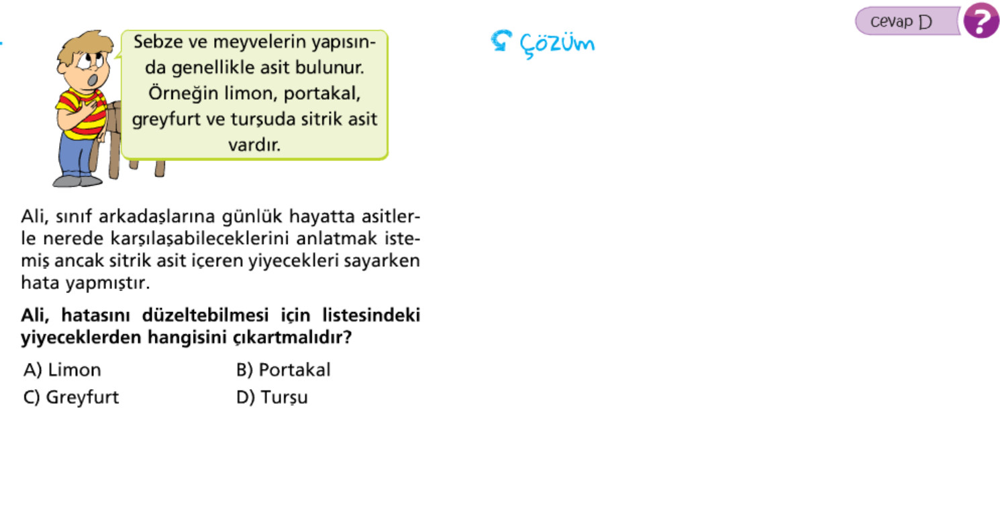 Sebze ve meyvelerin yapısın-
da genellikle asit bulunur.
Örneğin limon, portakal,
greyfurt ve turşuda sitrik asit
vardır.
Ali, sınıf arkadaşlarına günlük hayatta asitler-
le nerede karşılaşabileceklerini anlatmak iste-
miş ancak sitrik asit içeren yiyecekleri sayarken
hata yapmıştır.
Ali, hatasını düzeltebilmesi için listesindeki
yiyeceklerden hangisini çıkartmalıdır?
A) Limon B) Portakal
C) Greyfurt D) Turşu
Çözüm
Cevap D ?